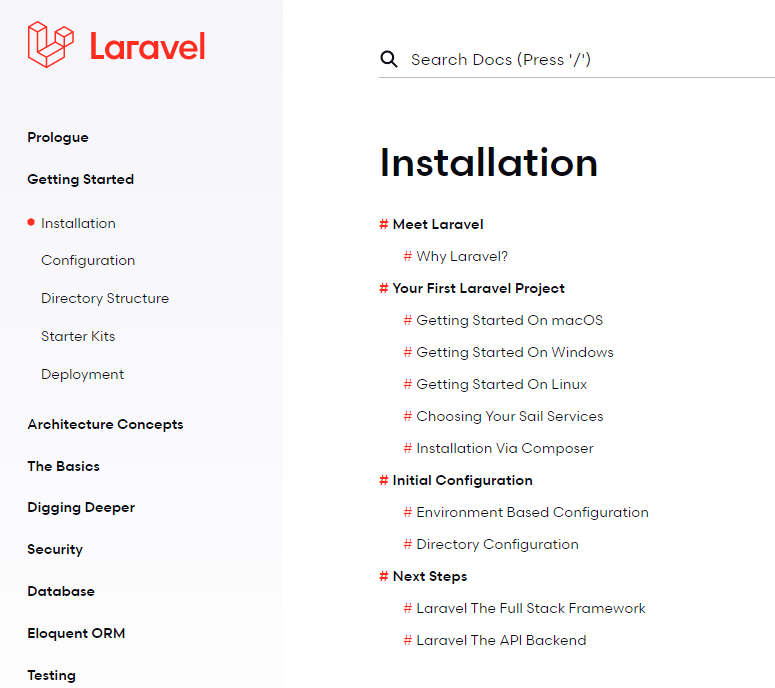 Laravel
Prologue
Getting Started
Installation
Configuration
Directory Structure
Starter Kits
Deployment
Architecture Concepts
The Basics
Digging Deeper
Security
Database
Eloquent ORM
Testing
Search Docs (Press '/')
Installation
# Meet Laravel
# Why Laravel?
# Your First Laravel Project
# Getting Started On macOS
# Getting Started On Windows
# Getting Started On Linux
# Choosing Your Sail Services
# Installation Via Composer
# Initial Configuration
# Environment Based Configuration
# Directory Configuration
# Next Steps
# Laravel The Full Stack Framework
# Laravel The API Backend